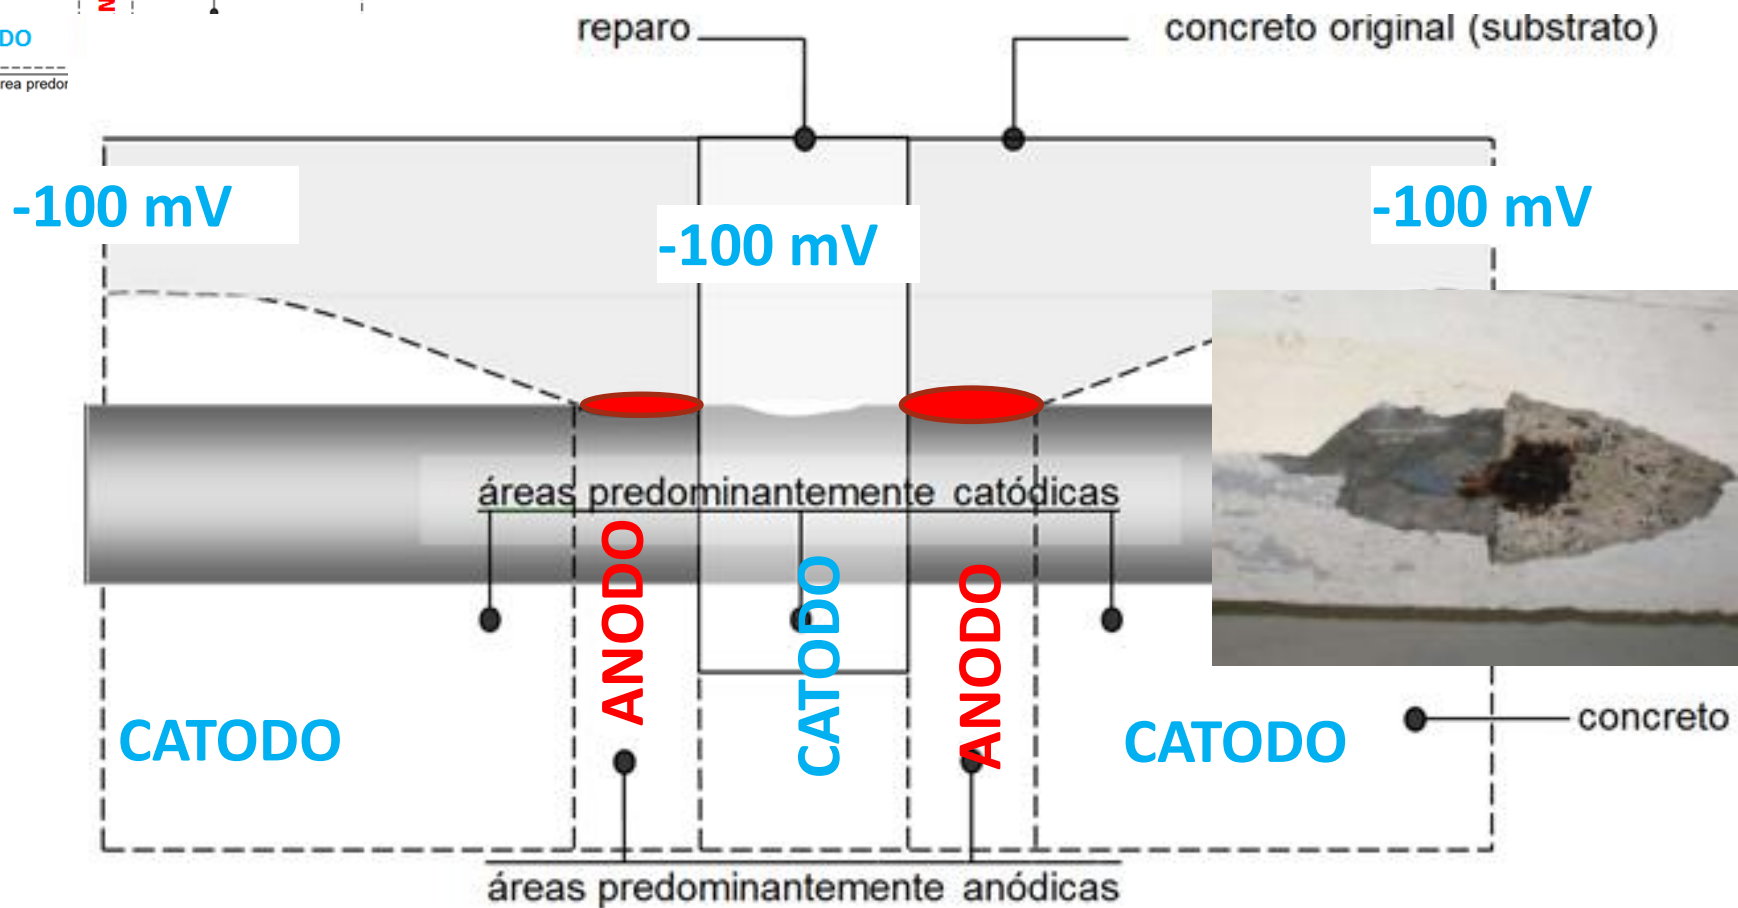 DO
reparo
concreto original (substrato)
-100 mV
-100 mV
-100 mV
áreas predominantemente catódicas
ANODO
CATODO
ANODO
CATODO
CATODO
concreto
áreas predominantemente anódicas